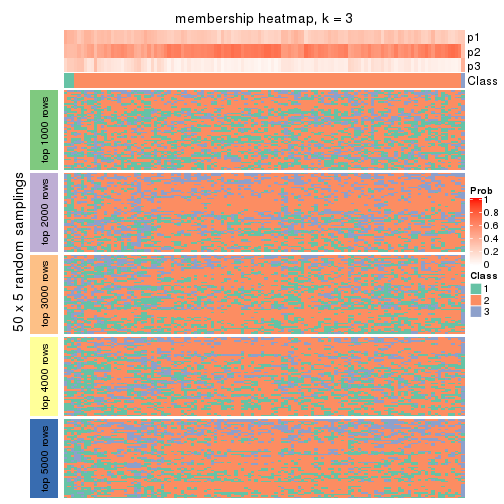 membership heatmap, k = 3
p1
p2
p3
Class
50 x 5 random samplings
top 1000 rows
top 2000 rows
top 3000 rows
top 4000 rows
top 5000 rows
Prob
1
0.8
0.6
0.4
0.2
0
Class
1
2
3